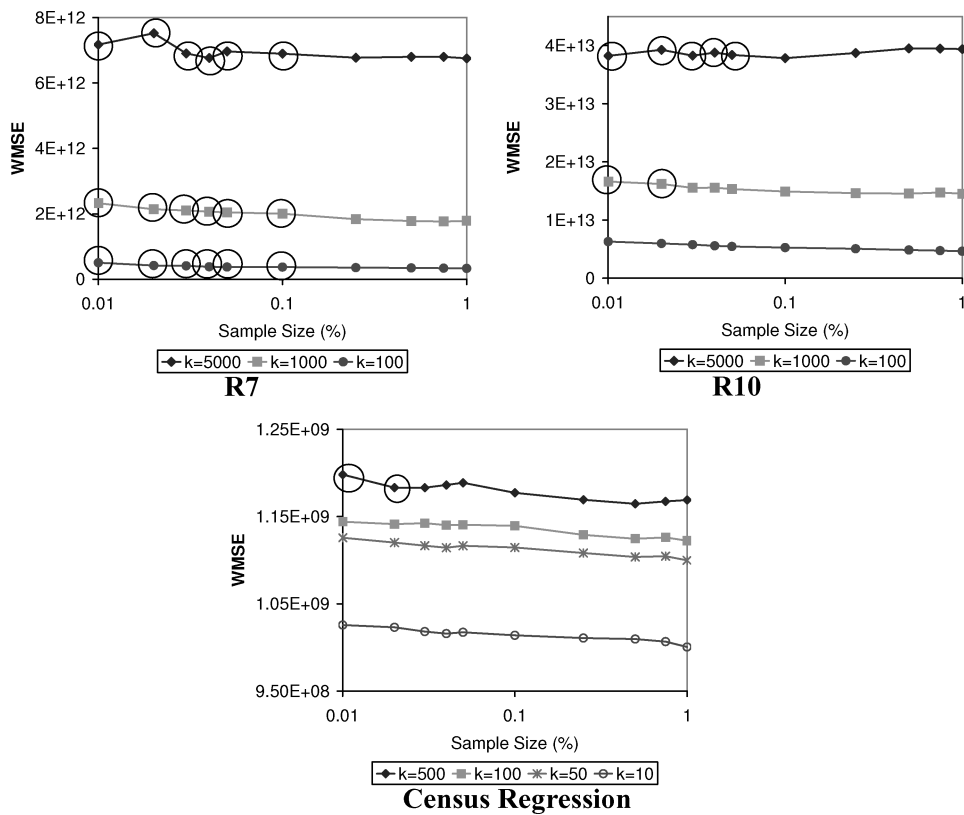 8E+12
6E+12
4E+12
2E+12
0
WMSE
0.01 0.1 1
Sample Size (%)
k=5000 k=1000 k=100
R7
4E+13
3E+13
2E+13
1E+13
0
WMSE
0.01 0.1 1
Sample Size (%)
k=5000 k=1000 k=100
R10
1.25E+09
1.15E+09
1.05E+09
9.50E+08
WMSE
0.01 0.1 1
Sample Size (%)
k=500 k=100 k=50 k=10
Census Regression